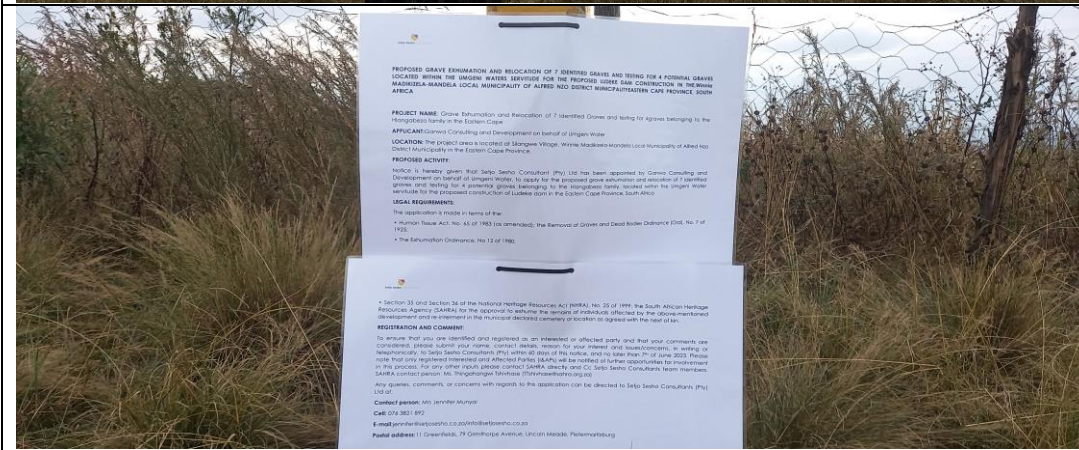 PROPOSED GRAVE EXHUMATION AND RELOCATION OF 7 IDENTIFIED GRAVES AND TESTING FOR 4 POTENTIAL GRAVES
LOCATED WITHIN THE UMGENI WATERS SERVITUDE FOR THE PROPOSED LUDEKE DAM CONSTRUCTION IN THE.Winnie
MADIKIZELA-MANDELA LOCAL MUNICIPALITY OF ALFRED NZO DISTRICT MUNICIPALITYEASTERN CAPE PROVINCE, SOUTH
AFRICA
PROJECT NAME: Grave Exhumation and Relocation of 7 Identified Graves and testing for 4graves belonging to the
Hlangabezo family in the Eastern Cape
APPLICANT:Ganwa Consulting and Development on behalf of Umgeni Water
LOCATION: The project area is located at Silangwe Village, Winnie Madikizela-Mandela Local Municipality of Alfred Nzo
District Municipality in the Eastern Cape Province.
PROPOSED ACTIVITY:
Notice is hereby given that Setjo Sesho Consultant (Pty) Ltd has been appointed by Ganwa Consulting and
Development on behalf of Umgeni Water, to apply for the proposed grave exhumation and relocation of 7 identified
graves and testing for 4 potential graves belonging to the Hlangabezo family, located within the Umgeni Water
servitude for the proposed construction of Ludeke dam in the Eastern Cape Province, South Africa
LEGAL REQUIREMENTS:
The application is made in terms of the:
• Human Tissue Act, No. 65 of 1983 (as amended); the Removal of Graves and Dead Bodies Ordinance (Ord. No. 7 of
1925;
• The Exhumation Ordinance, No 12 of 1980;
• Section 35 and Section 36 of the National Heritage Resources Act (NHRA), No. 25 of 1999, the South African Heritage
Resources Agency (SAHRA) for the approval to exhume the remains of individuals affected by the above-mentioned
development and re-interment in the municipal declared cemetery or location as agreed with the next of kin.
REGISTRATION AND COMMENT:
To ensure that you are identified and registered as an interested or affected party and that your comments are
considered, please submit your name, contact details, reason for your interest and issues/concerns, in writing or
telephonically, to Setjo Sesho Consultants (Pty) within 60 days of this notice, and no later than 7th of June 2023. Please
note that only registered Interested and Affected Parties (I&APs) will be notified of further opportunities for involvement
in this process. For any other inputs please contact SAHRA directly and Cc Setjo Sesho Consultants team members.
SAHRA contact person: Ms. Thingahangwi Tshivhase
Any queries, comments, or concerns with regards to this application can be directed to Setjo Sesho Consultants (Pty)
Ltd at:
Contact person: Mrs Jennifer Munyai
Cell: 076 3821 892
E-mail:jennifer@setjosesho.co.za/info@setjosesho.co.za
Postal address:11 Greenfields, 79 Grimthorpe Avenue, Lincoln Meade, Pietermaritzburg